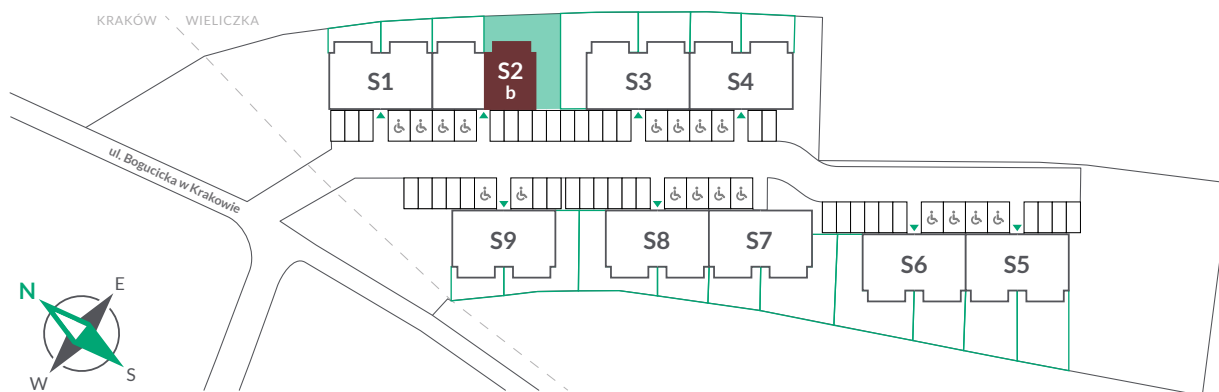 KRAKÓW WIELICZKA
S1
S2
b
S3
S4
ul. Bogucicka w Krakowie
S9
S8
S7
S6
S5
N
E
W
S